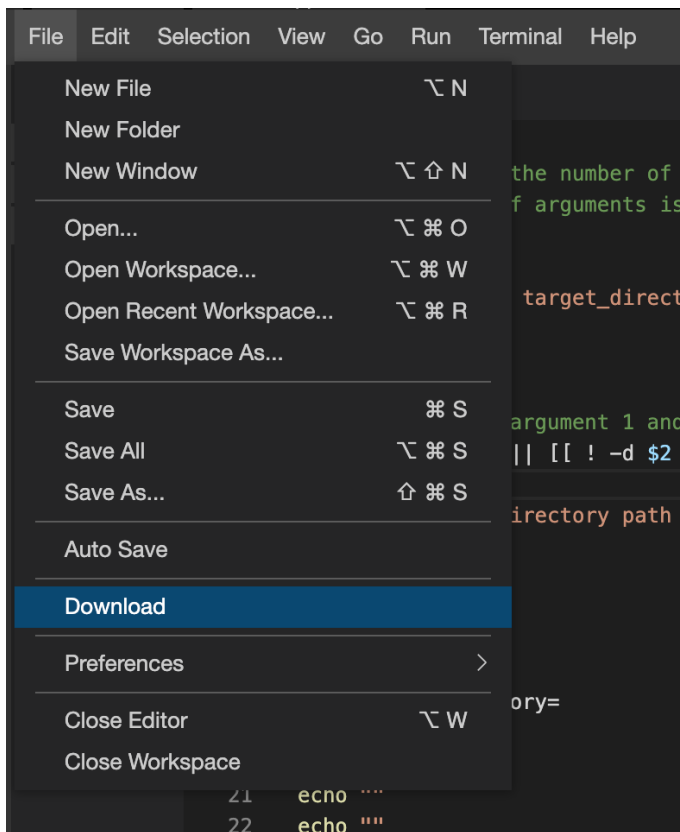 File Edit Selection View Go Run Terminal Help
New File ⌥ N
New Folder
New Window ⌥ ⇧ N
the number of
f arguments is
Open... ⌥ ⌘ O
Open Workspace... ⌥ ⌘ W
Open Recent Workspace... ⌥ ⌘ R
target_direct
Save Workspace As...
Save ⌘ S
argument 1 and
Save All ⌥ ⌘ S
|| [[ ! -d $2
Save As... ⇧ ⌘ S
irectory path
Auto Save
Download
Preferences
ory=
Close Editor ⌥ W
Close Workspace
21 echo ""
22 echo ""